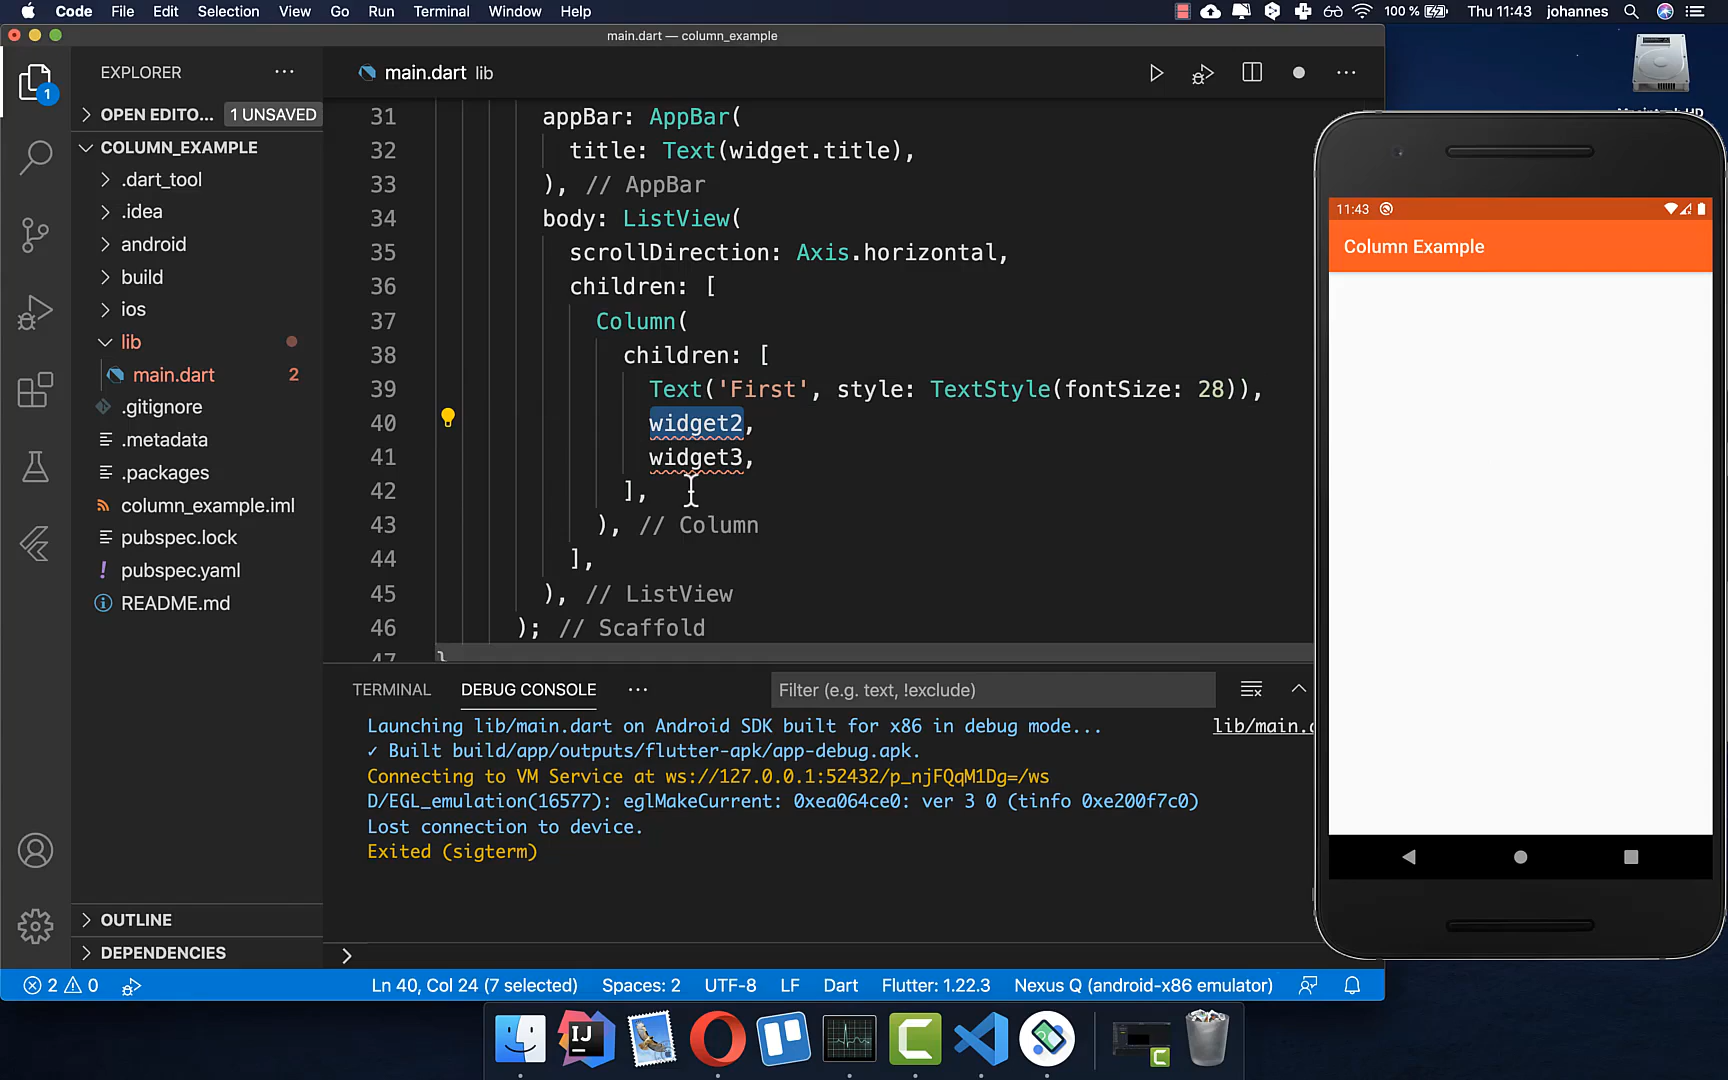 Code File Edit Selection View Go Run Terminal Window Help 100 % Thu 11:43 johannes
main.dart — column_example
EXPLORER
main.dart lib
OPEN EDITO... 1 UNSAVED
COLUMN_EXAMPLE
.dart_tool
.idea
android
build
ios
lib
main.dart 2
.gitignore
.metadata
.packages
column_example.iml
pubspec.lock
pubspec.yaml
README.md
OUTLINE
DEPENDENCIES
1
31 appBar: AppBar(
32 title: Text(widget.title),
33 ), // AppBar
34 body: ListView(
35 scrollDirection: Axis.horizontal,
36 children: [
37 Column(
38 children: [
39 Text('First', style: TextStyle(fontSize: 28)),
40 widget2,
41 widget3,
42 ],
43 ), // Column
44 ],
45 ), // ListView
46 ); // Scaffold
47 }
TERMINAL DEBUG CONSOLE Filter (e.g. text, !exclude)
Launching lib/main.dart on Android SDK built for x86 in debug mode... lib/main.d
✓ Built build/app/outputs/flutter-apk/app-debug.apk.
Connecting to VM Service at ws://127.0.0.1:52432/p_njFQqM1Dg=/ws
D/EGL_emulation(16577): eglMakeCurrent: 0xea064ce0: ver 3 0 (tinfo 0xe200f7c0)
Lost connection to device.
Exited (sigterm)
2 0 Ln 40, Col 24 (7 selected) Spaces: 2 UTF-8 LF Dart Flutter: 1.22.3 Nexus Q (android-x86 emulator)
11:43
Column Example
IJ
C
C